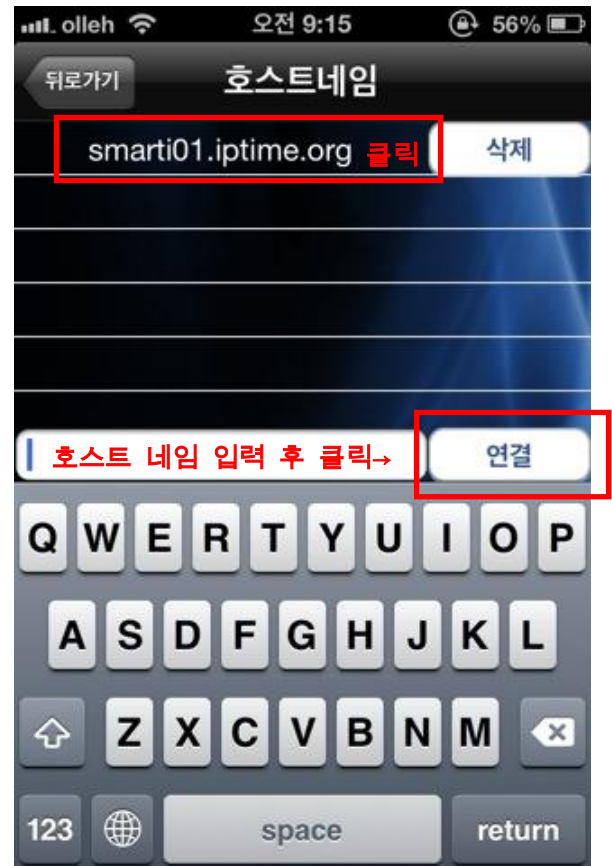 olleh 오전 9:15 56%
뒤로가기 호스트네임
smarti01.iptime.org 클릭 삭제
호스트 네임 입력 후 클릭→ 연결
Q W E R T Y U I O P
A S D F G H J K L
Z X C V B N M
123 space return